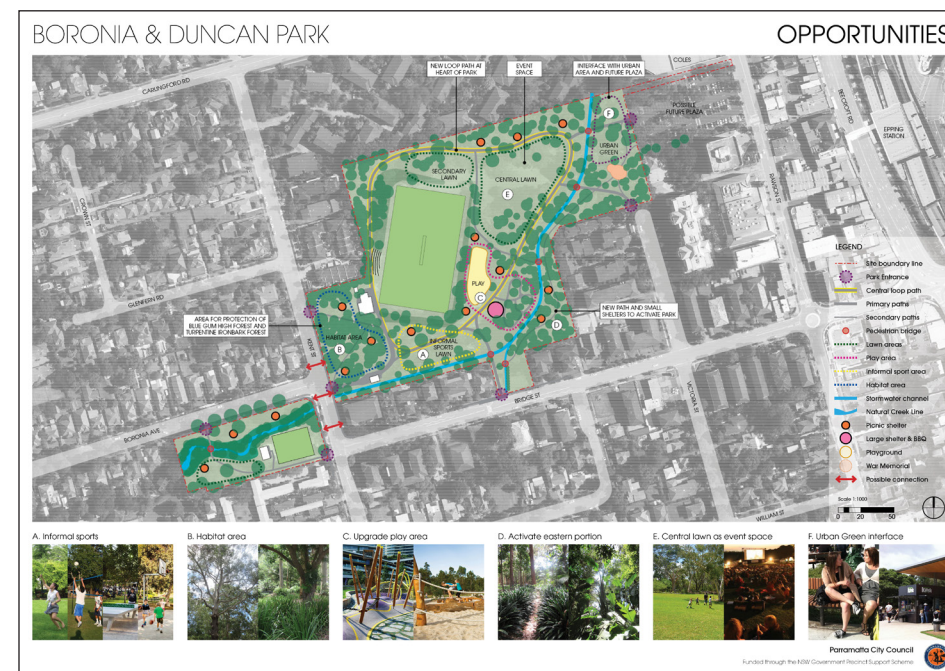 BORONIA & DUNCAN PARK
OPPORTUNITIES
CARLINGFORD RD
NEW LOOP PATH AT
HEART OF PARK
EVENT
SPACE
INTERFACE WITH URBAN
AREA AND FUTURE PLAZA
COLES
POSSIBLE
FUTURE PLAZA
BEECROFT RD
EPPING
STATION
RAWSON ST
F
URBAN
GREEN
SECONDARY
LAWN
CENTRAL LAWN
E
CRONIN ST
GLENFERN RD
PLAY
C
NEW PATH AND SMALL
SHELTERS TO ACTIVATE PARK
D
AREA FOR PROTECTION OF
BLUE GUM HIGH FOREST AND
TURPENTINE IRONBARK FOREST
KENT ST
HABITAT AREA
B
INFORMAL
SPORTS
LAWN
A
BRIDGE ST
VICTORIA ST
BORONIA AVE
WILLIAM ST
LEGEND
Site boundary line
Park Entrance
Central loop path
Primary paths
Secondary paths
Pedestrian bridge
Lawn areas
Play area
Informal sport area
Habitat area
Stormwater channel
Natural Creek Line
Picnic shelter
Large shelter & BBQ
Playground
War Memorial
Possible connection
Scale 1:1000
0 20 50
A. Informal sports
B. Habitat area
C. Upgrade play area
D. Activate eastern portion
E. Central lawn as event space
F. Urban Green interface
Parramatta City Council
Funded through the NSW Government Precinct Support Scheme